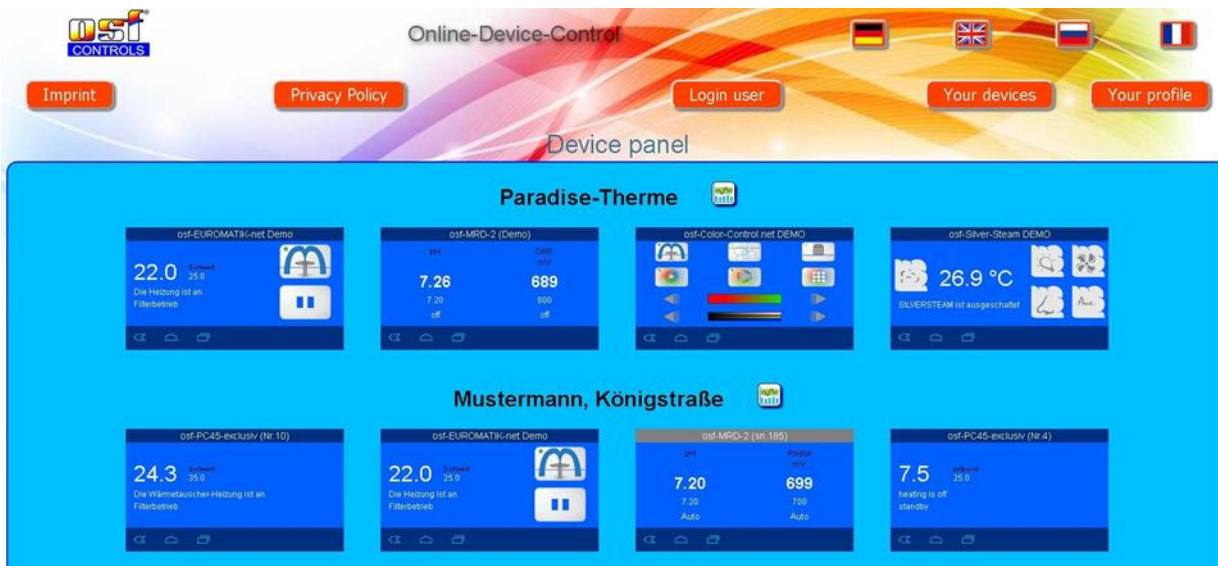 osf
CONTROLS
Online-Device-Control
Imprint
Privacy Policy
Login user
Your devices
Your profile
Device panel
Paradise-Therme
osf-EUROMATIK-net Demo
22.0
Sollwert
25.0
Die Heizung ist an
Filterbetrieb
osf-MRD-2 (Demo)
pH
ORP
mV
7.26
689
7.20
800
off
off
osf-Color-Control.net DEMO
osf-Silver-Steam DEMO
26.9 °C
SILVERSTEAM ist ausgeschaltet
Mustermann, Königstraße
osf-PC45-exclusiv (Nr.10)
24.3
Sollwert
35.0
Die Wärmetauscher-Heizung ist an
Filterbetrieb
osf-EUROMATIK-net Demo
22.0
Sollwert
25.0
Die Heizung ist an
Filterbetrieb
osf-MRD-2 (sn.185)
pH
Redox
mV
7.20
699
7.20
700
Auto
Auto
osf-PC45-exclusiv (Nr.4)
7.5
setpoint
25.0
heating is off
standby